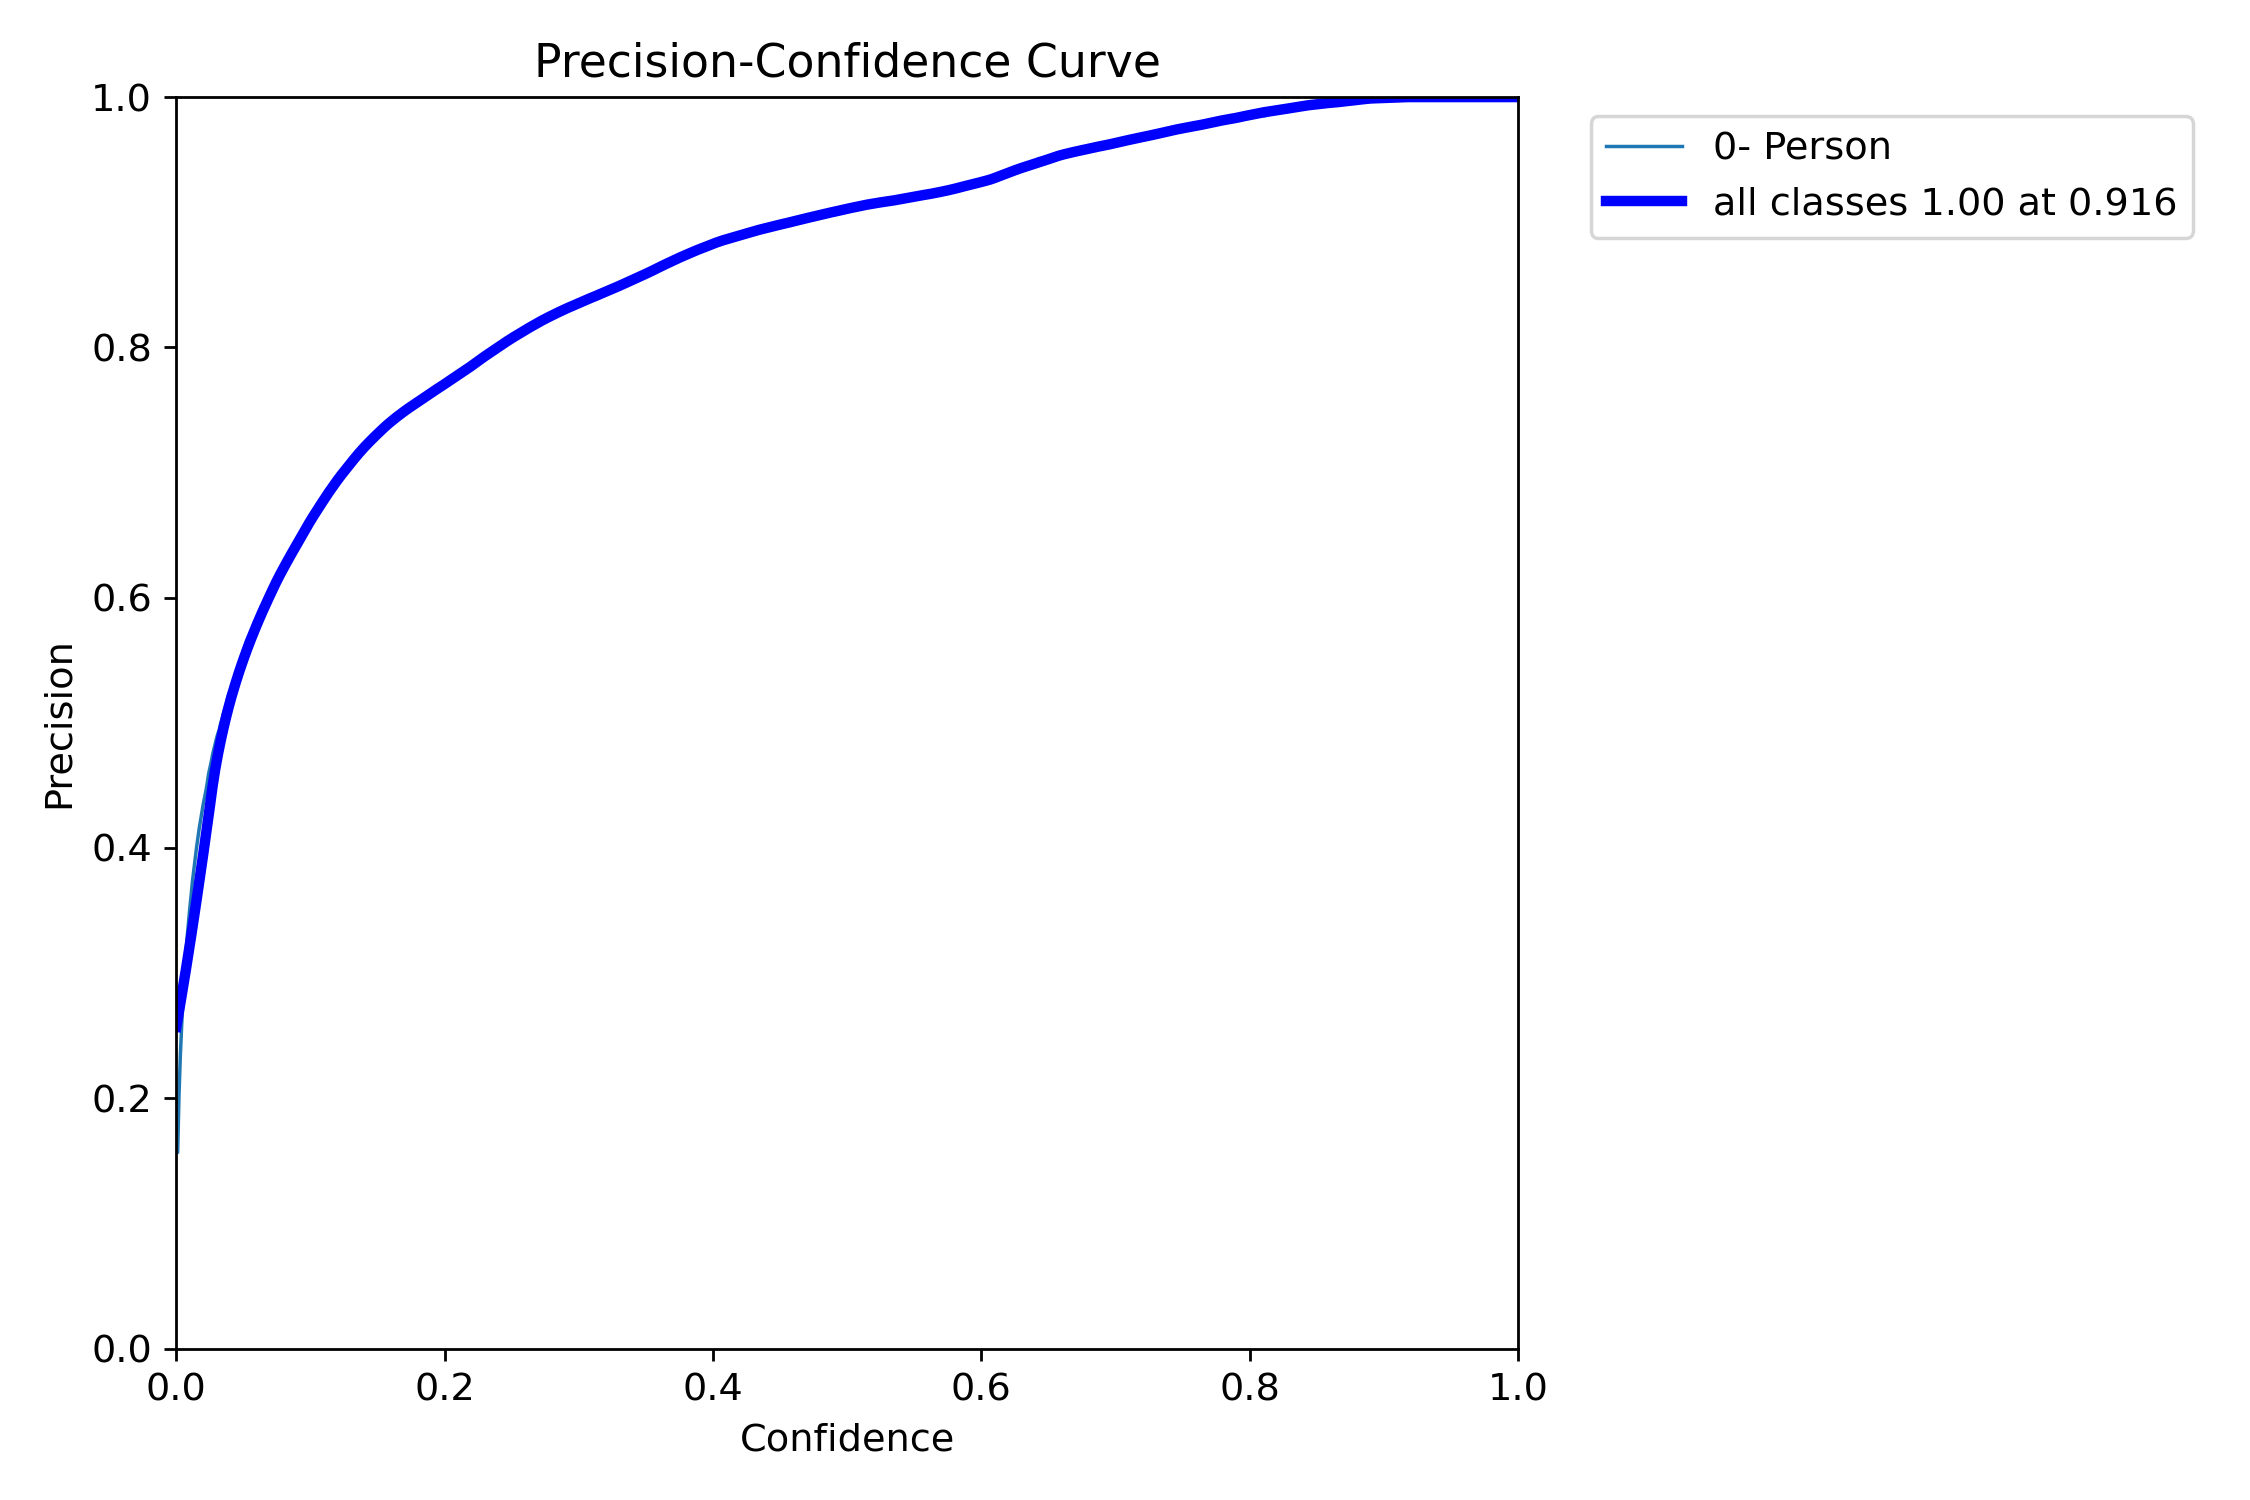 Precision-Confidence Curve
1.0
0.8
0.6
0.4
0.2
0.0
Precision
0.0 0.2 0.4 0.6 0.8 1.0
Confidence
0- Person
all classes 1.00 at 0.916